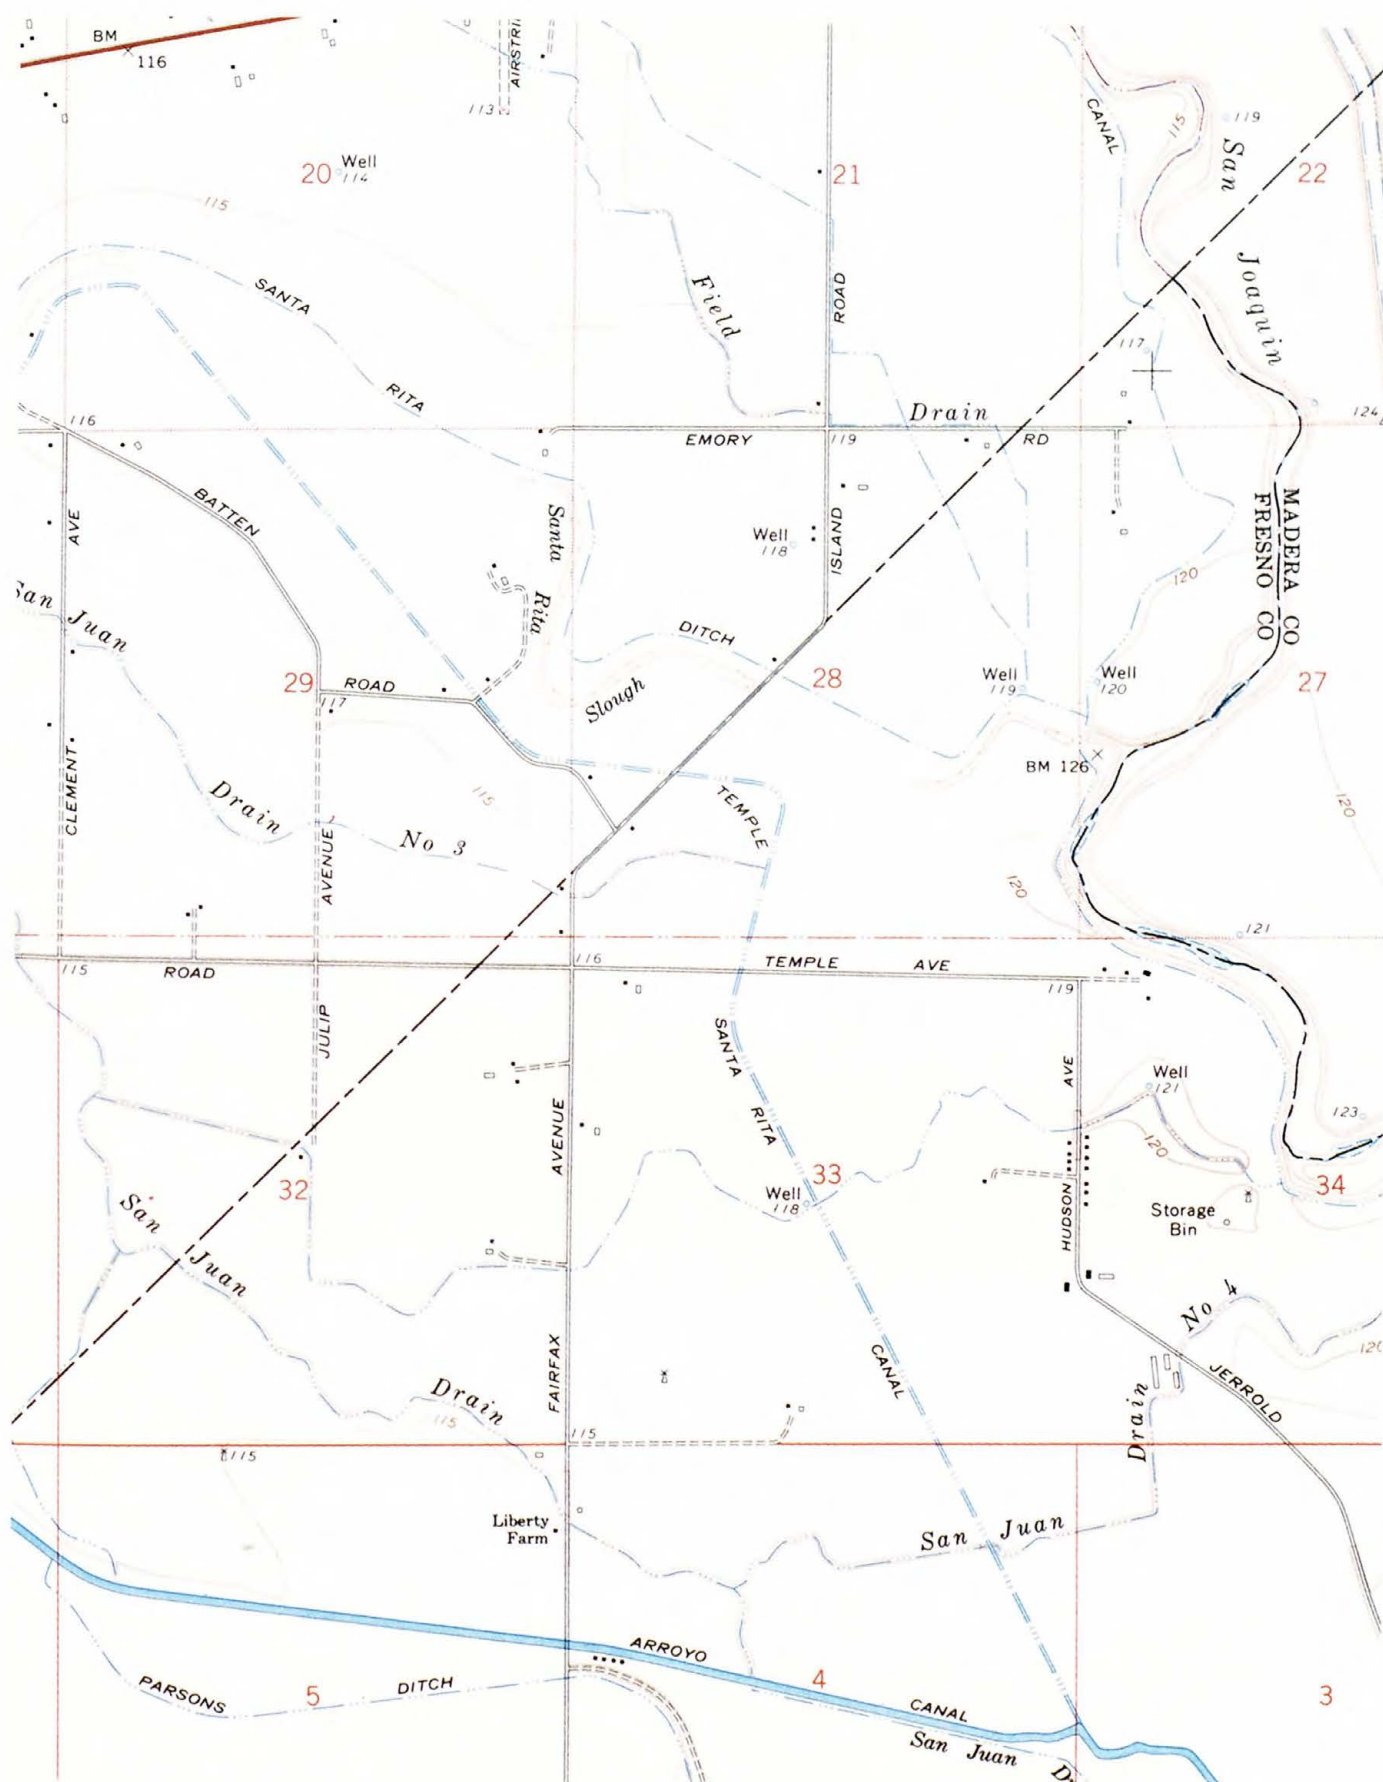 BM
116
AIRSTRI
113
CANAL
115
119
San
20
Well
114
21
22
115
SANTA
Field
ROAD
Joaquin
117
RITA
Drain
124
116
EMORY
119
RD
BATTEN
AVE
Santa
Well
118
ISLAND
MADERA CO
FRESNO CO
120
San Juan
Rita
DITCH
29
ROAD
117
Slough
28
Well
119
Well
120
27
BM 126
CLEMENT
Drain
115
No 3
TEMPLE
120
AVENUE
120
121
115
ROAD
116
TEMPLE AVE
119
JULIP
SANTA
AVE
Well
121
123
AVENUE
RITA
120
32
33
34
Well
118
HUDSON
Storage
Bin
San
Juan
No 4
FAIRFAX
CANAL
120
JERROLD
Drain
115
Drain
115
115
Liberty
Farm
San Juan
ARROYO
PARSONS
DITCH
5
4
3
CANAL
San Juan